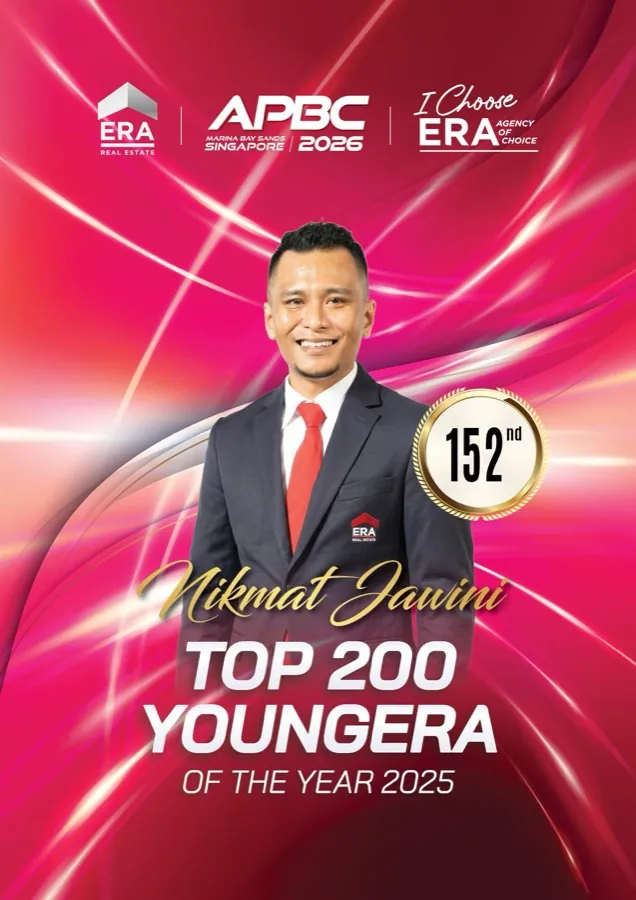 ERA
REAL ESTATE
APBC
MARINA BAY SANDS
SINGAPORE
2026
I Choose
ERA
AGENCY
OF
CHOICE
152nd
ERA
REAL ESTATE
Nikmat Jawini
TOP 200
YOUNGERA
OF THE YEAR 2025